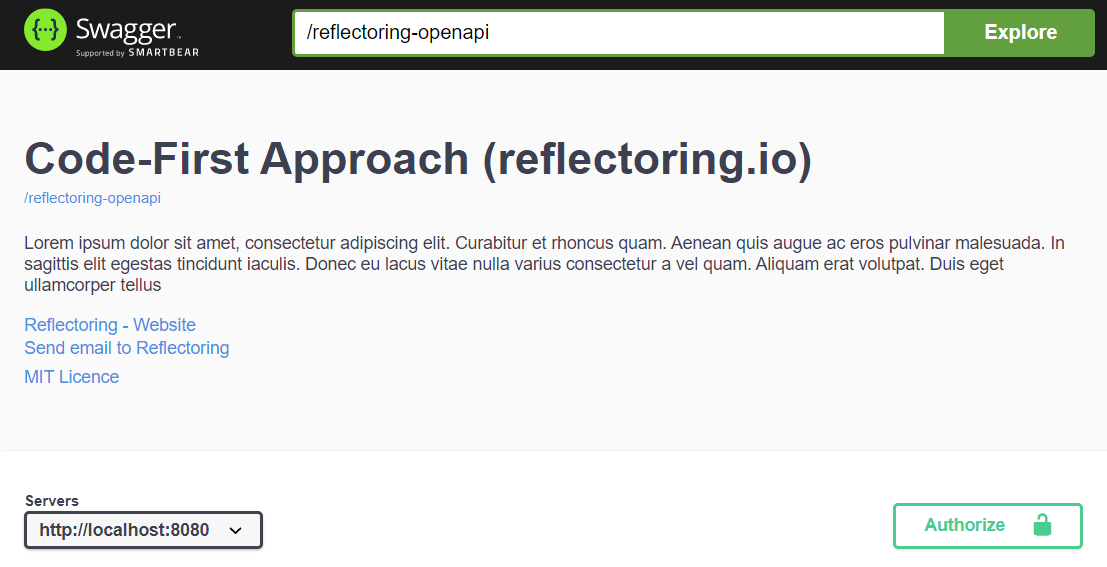 Swagger™
Supported by SMARTBEAR
/reflectoring-openapi
Explore
Code-First Approach (reflectoring.io)
/reflectoring-openapi
Lorem ipsum dolor sit amet, consectetur adipiscing elit. Curabitur et rhoncus quam. Aenean quis augue ac eros pulvinar malesuada. In
sagittis elit egestas tincidunt iaculis. Donec eu lacus vitae nulla varius consectetur a vel quam. Aliquam erat volutpat. Duis eget
ullamcorper tellus
Reflectoring - Website
Send email to Reflectoring
MIT Licence
Servers
http://localhost:8080
Authorize